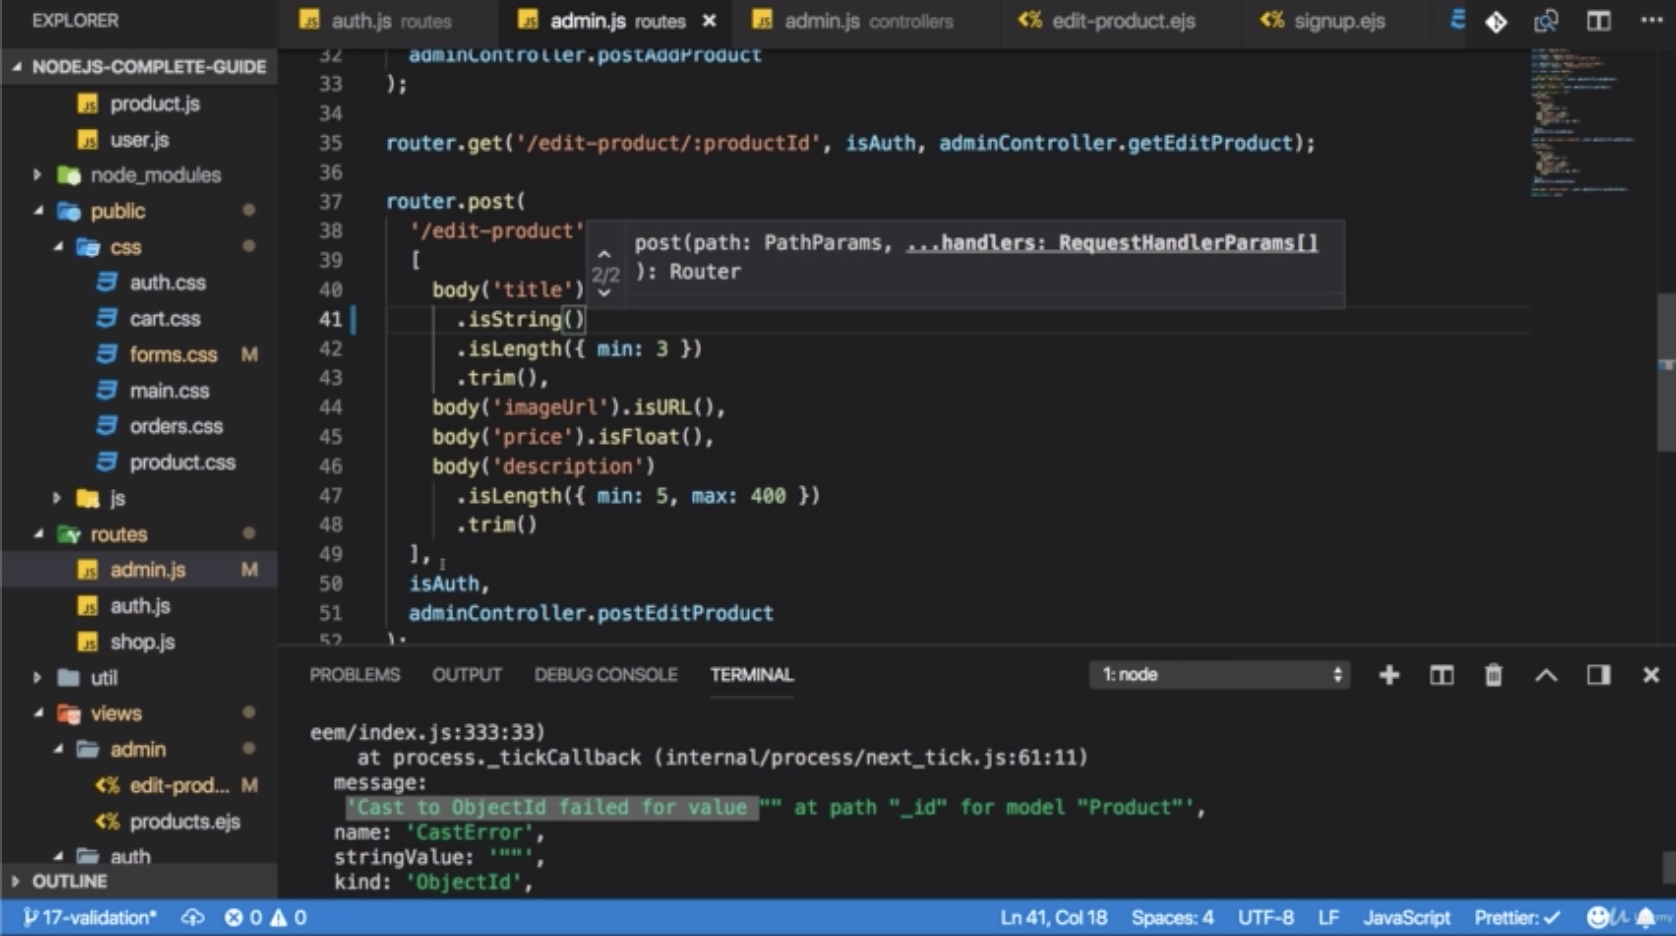 EXPLORER
auth.js routes
admin.js routes ×
admin.js controllers
edit-product.ejs
signup.ejs
NODEJS-COMPLETE-GUIDE
product.js
user.js
node_modules
public
css
auth.css
cart.css
forms.css M
main.css
orders.css
product.css
js
routes
admin.js M
auth.js
shop.js
util
views
admin
edit-prod... M
products.ejs
auth
OUTLINE
32 adminController.postAddProduct
33 );
34
35 router.get('/edit-product/:productId', isAuth, adminController.getEditProduct);
36
37 router.post(
38 '/edit-product'
39 [
40 body('title')
41 .isString()
42 .isLength({ min: 3 })
43 .trim(),
44 body('imageUrl').isURL(),
45 body('price').isFloat(),
46 body('description')
47 .isLength({ min: 5, max: 400 })
48 .trim()
49 ],
50 isAuth,
51 adminController.postEditProduct
52 );
2/2
post(path: PathParams, ...handlers: RequestHandlerParams[]
): Router
PROBLEMS OUTPUT DEBUG CONSOLE TERMINAL
1: node
eem/index.js:333:33)
at process._tickCallback (internal/process/next_tick.js:61:11)
message:
'Cast to ObjectId failed for value "" at path "_id" for model "Product"',
name: 'CastError',
stringValue: '""',
kind: 'ObjectId',
17-validation* 0 0
Ln 41, Col 18 Spaces: 4 UTF-8 LF JavaScript Prettier: ✓